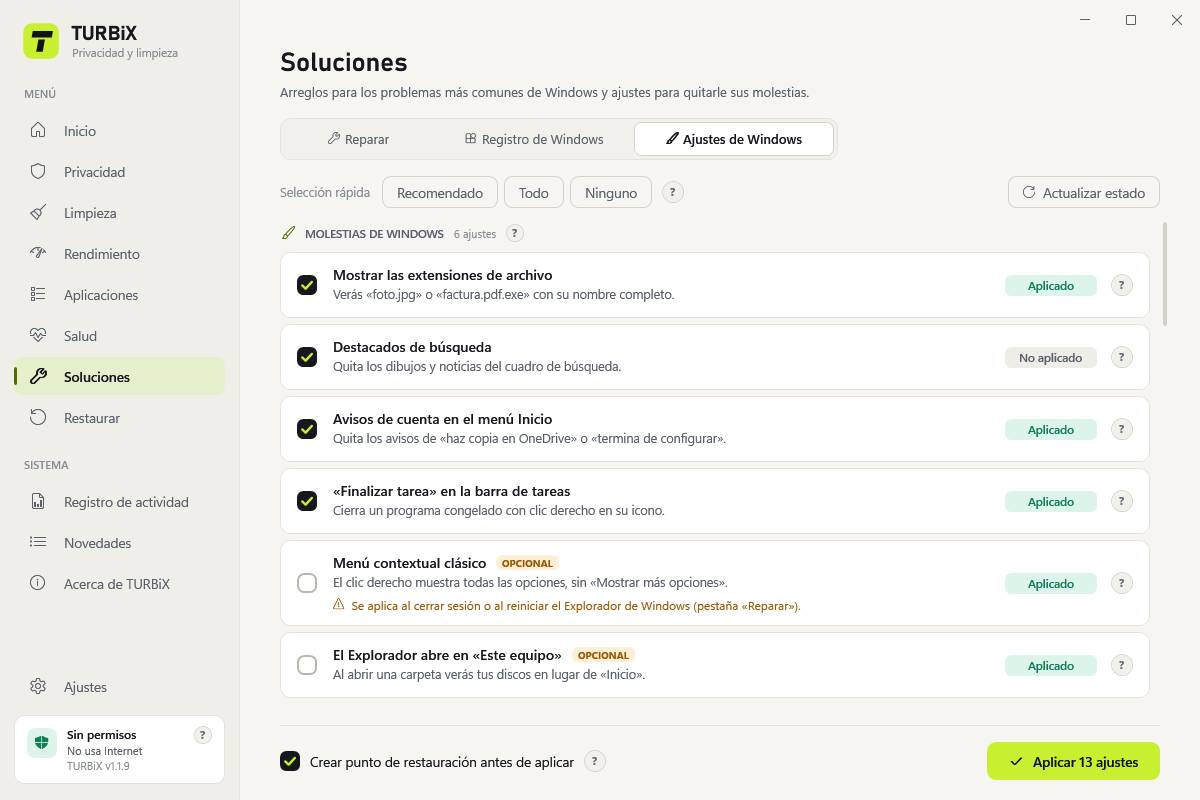 TURBiX
Privacidad y limpieza
MENÚ
Inicio
Privacidad
Limpieza
Rendimiento
Aplicaciones
Salud
Soluciones
Restaurar
SISTEMA
Registro de actividad
Novedades
Acerca de TURBiX
Ajustes
Sin permisos ?
No usa Internet
TURBiX v1.1.9
Soluciones
Arreglos para los problemas más comunes de Windows y ajustes para quitarle sus molestias.
Reparar Registro de Windows Ajustes de Windows
Selección rápida Recomendado Todo Ninguno ? Actualizar estado
MOLESTIAS DE WINDOWS 6 ajustes ?
Mostrar las extensiones de archivo
Verás «foto.jpg» o «factura.pdf.exe» con su nombre completo.
Aplicado ?
Destacados de búsqueda
Quita los dibujos y noticias del cuadro de búsqueda.
No aplicado ?
Avisos de cuenta en el menú Inicio
Quita los avisos de «haz copia en OneDrive» o «termina de configurar».
Aplicado ?
«Finalizar tarea» en la barra de tareas
Cierra un programa congelado con clic derecho en su icono.
Aplicado ?
Menú contextual clásico OPCIONAL
El clic derecho muestra todas las opciones, sin «Mostrar más opciones».
Se aplica al cerrar sesión o al reiniciar el Explorador de Windows (pestaña «Reparar»).
Aplicado ?
El Explorador abre en «Este equipo» OPCIONAL
Al abrir una carpeta verás tus discos en lugar de «Inicio».
Aplicado ?
Crear punto de restauración antes de aplicar ? Aplicar 13 ajustes